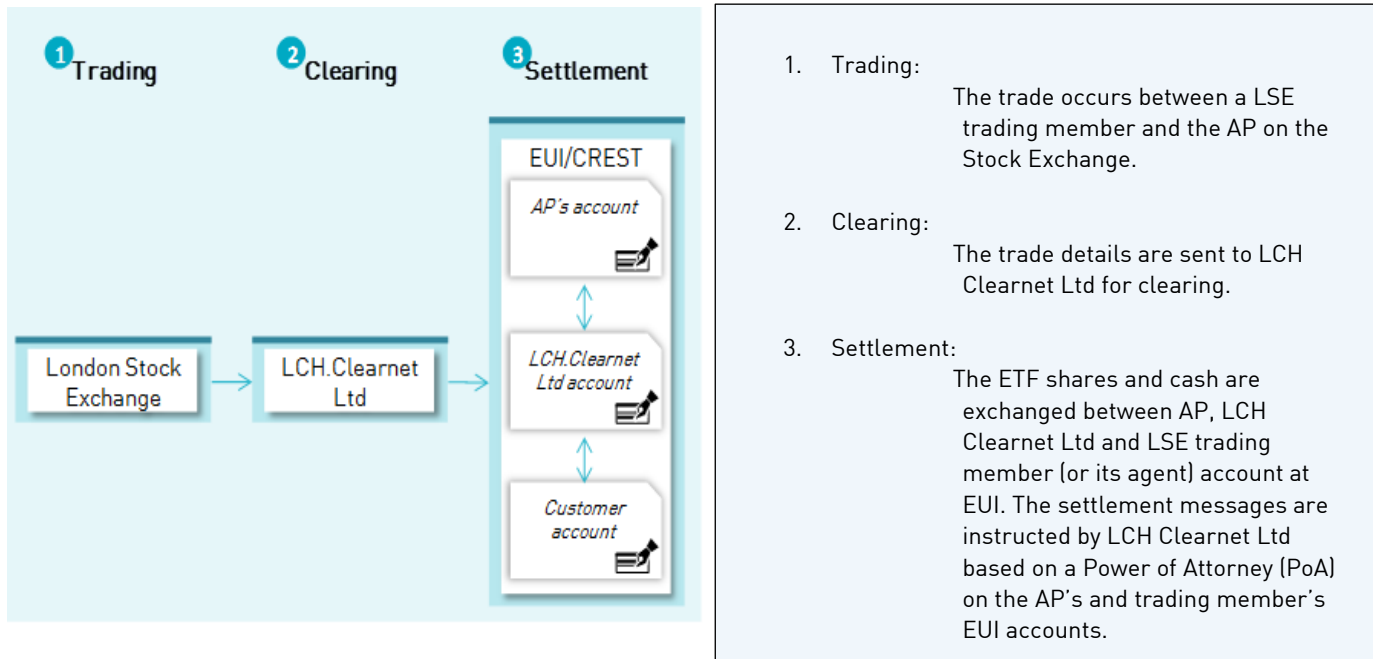 1 Trading
2 Clearing
3 Settlement
EUI/CREST
AP's account
London Stock
Exchange
LCH.Clearnet
Ltd
LCH.Clearnet
Ltd account
Customer
account
1. Trading:
The trade occurs between a LSE
trading member and the AP on the
Stock Exchange.
2. Clearing:
The trade details are sent to LCH
Clearnet Ltd for clearing.
3. Settlement:
The ETF shares and cash are
exchanged between AP, LCH
Clearnet Ltd and LSE trading
member (or its agent) account at
EUI. The settlement messages are
instructed by LCH Clearnet Ltd
based on a Power of Attorney (PoA)
on the AP's and trading member's
EUI accounts.